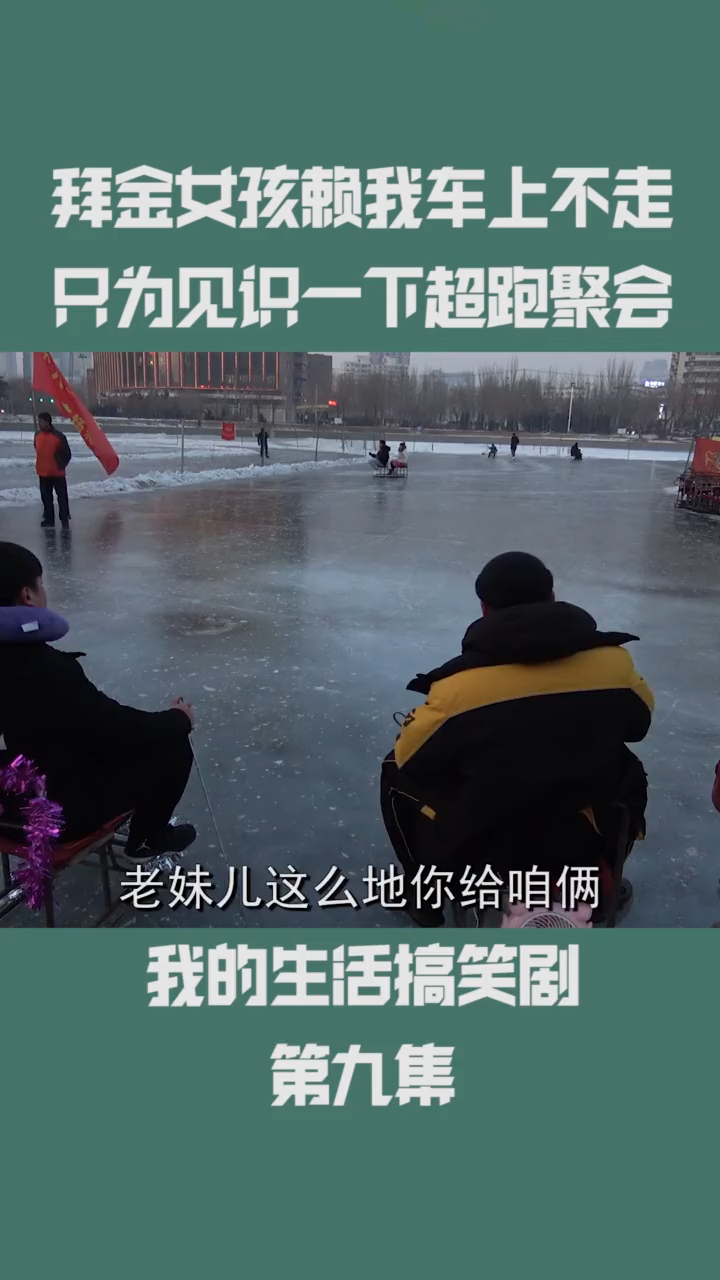 拜金女孩赖我车上不走
只为见识一下超跑聚会
老妹儿这么地你给咱俩
我的生活搞笑剧
第九集